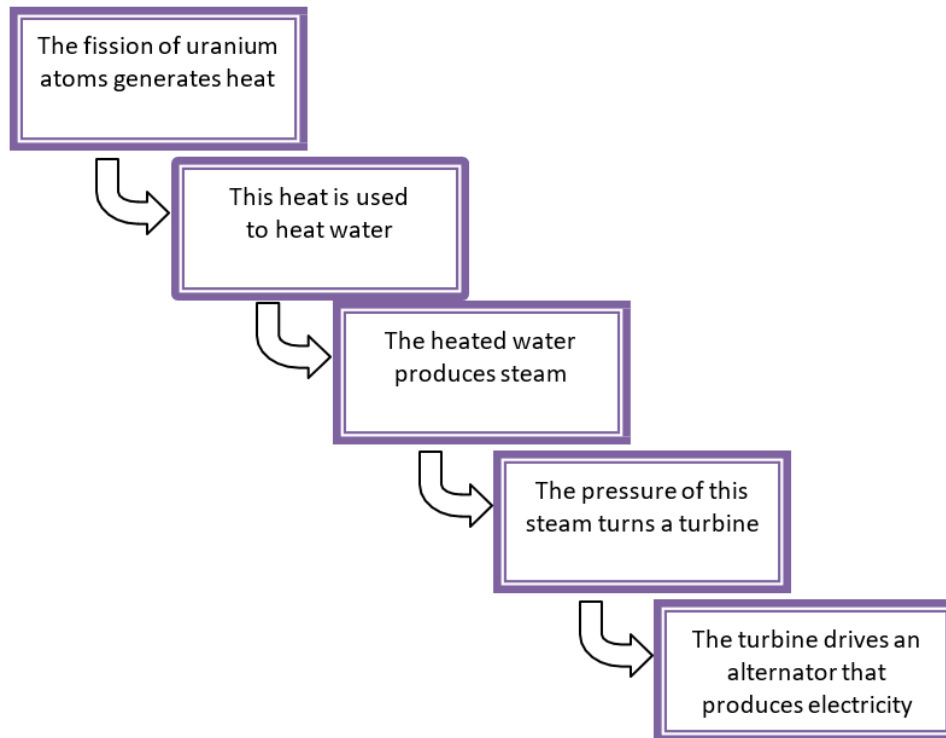 The fission of uranium
atoms generates heat
This heat is used
to heat water
The heated water
produces steam
The pressure of this
steam turns a turbine
The turbine drives an
alternator that
produces electricity